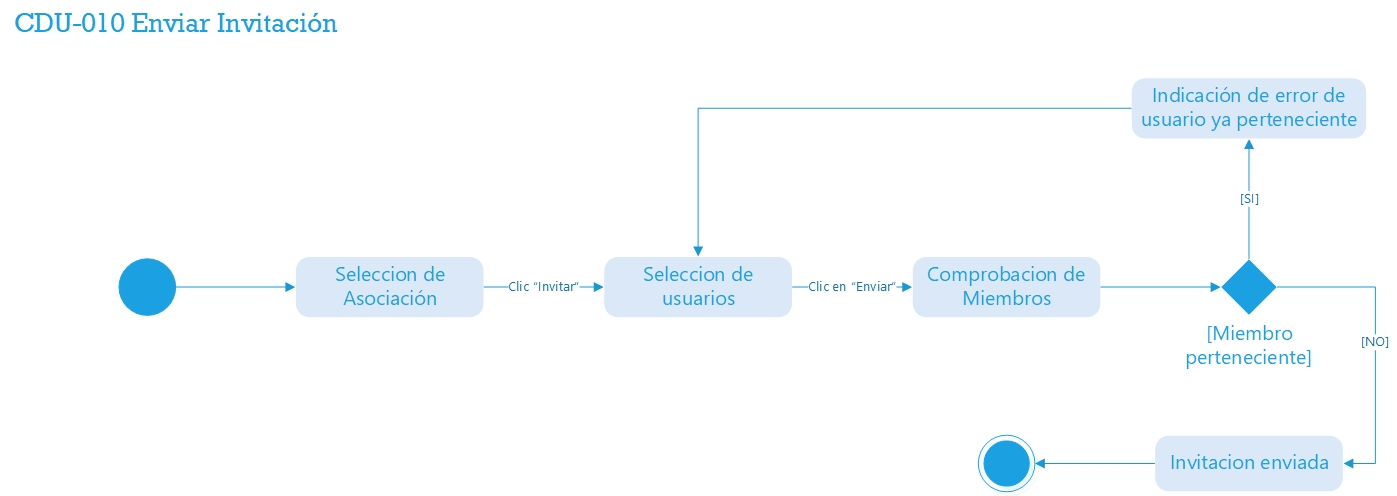 CDU-010 Enviar Invitación
Indicación de error de
usuario ya perteneciente
[SI]
Seleccion de
Asociación
Clic "Invitar"
Seleccion de
usuarios
Clic en "Enviar"
Comprobacion de
Miembros
[Miembro
perteneciente]
[NO]
Invitacion enviada